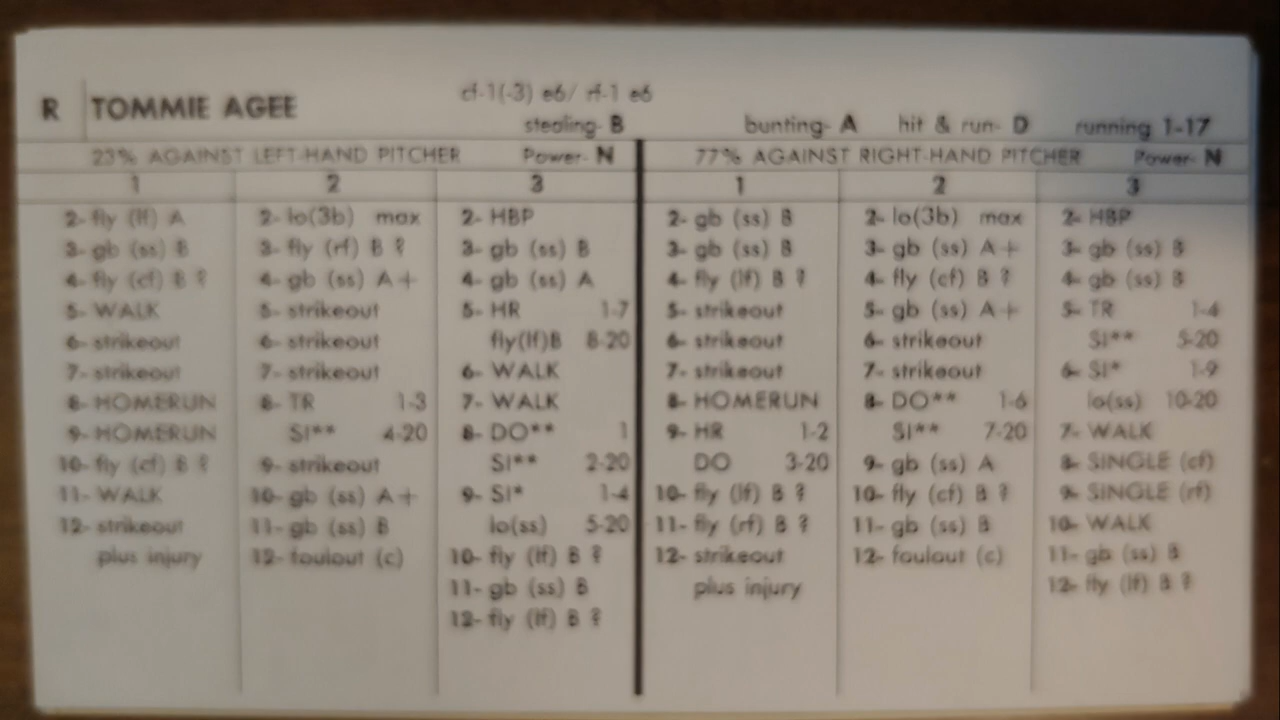 R TOMMIE AGEE
cf-1(-3) e6/ rf-1 e6
stealing- B
bunting- A hit & run- D running 1-17
23% AGAINST LEFT-HAND PITCHER Power- N
1 2 3
2- fly (lf) A
3- gb (ss) B
4- fly (cf) B ?
5- WALK
6- strikeout
7- strikeout
8- HOMERUN
9- HOMERUN
10- fly (cf) B ?
11- WALK
12- strikeout
plus injury
2- lo(3b) max
3- fly (rf) B ?
4- gb (ss) A+
5- strikeout
6- strikeout
7- strikeout
8- TR 1-3
SI** 4-20
9- strikeout
10- gb (ss) A+
11- gb (ss) B
12- foulout (c)
2- HBP
3- gb (ss) B
4- gb (ss) A
5- HR 1-7
fly(lf)B 8-20
6- WALK
7- WALK
8- DO** 1
SI** 2-20
9- SI* 1-4
lo(ss) 5-20
10- fly (lf) B ?
11- gb (ss) B
12- fly (lf) B ?
77% AGAINST RIGHT-HAND PITCHER Power- N
1 2 3
2- gb (ss) B
3- gb (ss) B
4- fly (lf) B ?
5- strikeout
6- strikeout
7- strikeout
8- HOMERUN
9- HR 1-2
DO 3-20
10- fly (lf) B ?
11- fly (rf) B ?
12- strikeout
plus injury
2- lo(3b) max
3- gb (ss) A+
4- fly (cf) B ?
5- gb (ss) A+
6- strikeout
7- strikeout
8- DO** 1-6
SI** 7-20
9- gb (ss) A
10- fly (cf) B ?
11- gb (ss) B
12- foulout (c)
2- HBP
3- gb (ss) B
4- gb (ss) B
5- TR 1-4
SI** 5-20
6- SI* 1-9
lo(ss) 10-20
7- WALK
8- SINGLE (cf)
9- SINGLE (rf)
10- WALK
11- gb (ss) B
12- fly (lf) B ?